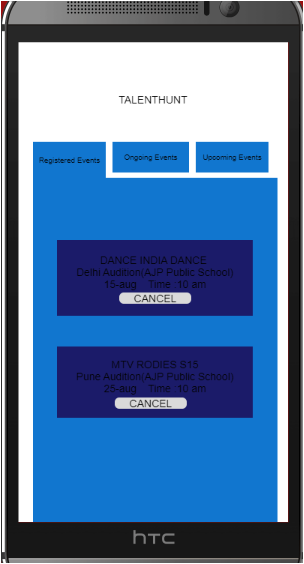 TALENTHUNT
Registered Events
Ongoing Events
Upcoming Events
DANCE INDIA DANCE
Delhi Audition(AJP Public School)
15-aug Time :10 am
CANCEL
MTV RODIES S15
Pune Audition(AJP Public School)
25-aug Time :10 am
CANCEL
hTC